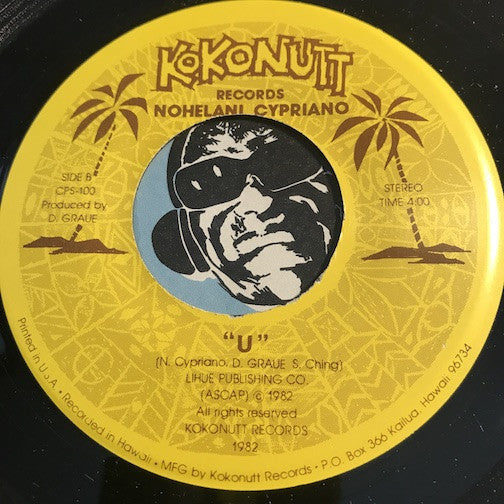 KOKONUTT
RECORDS
NOHELANI CYPRIANO
SIDE B
CPS-100
Produced by
D. GRAUE
STEREO
TIME 4:00
"U"
(N. Cypriano, D. GRAUE S. Ching)
LIHUE PUBLISHING CO.
(ASCAP) © 1982
All rights reserved
KOKONUTT RECORDS
1982
Printed in U.S.A. • Recorded in Hawaii • MFG by Kokonutt Records • P.O. Box 366 Kailua, Hawaii 96734